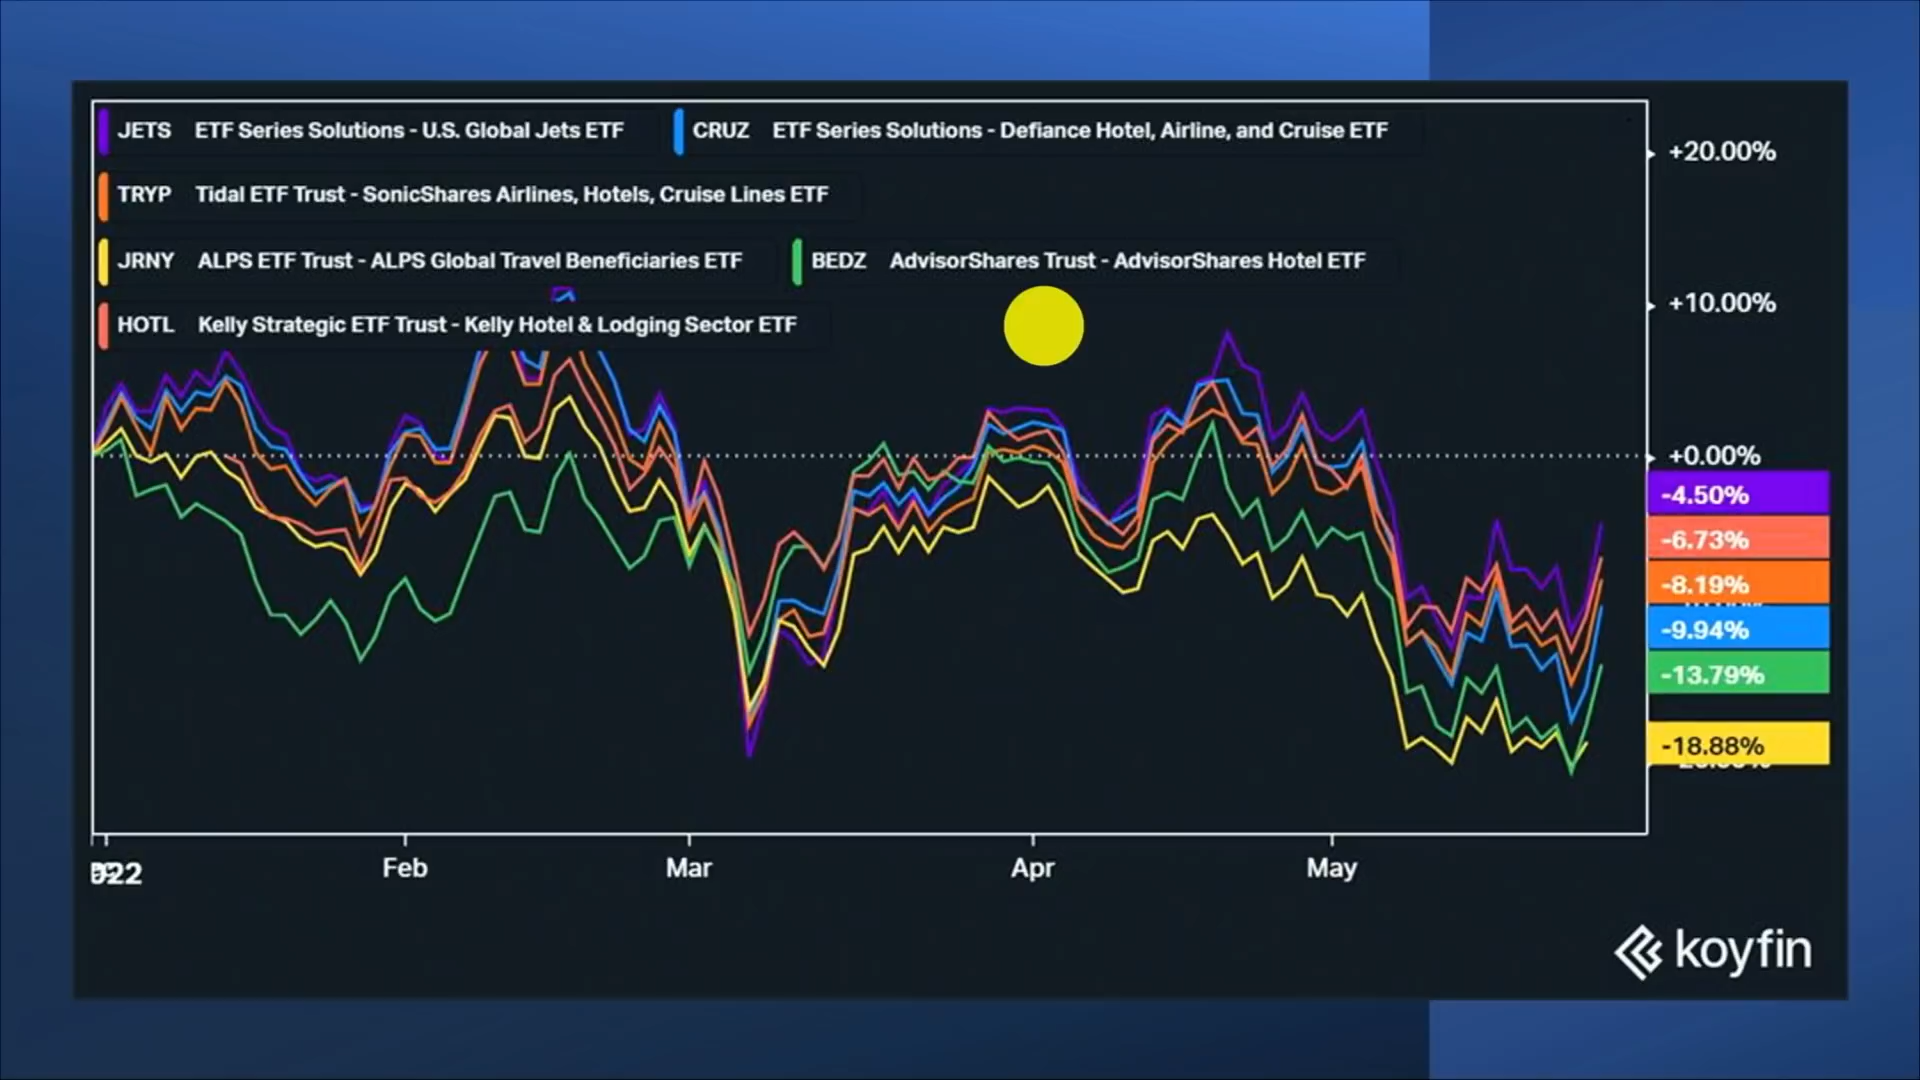 JETS ETF Series Solutions - U.S. Global Jets ETF CRUZ ETF Series Solutions - Defiance Hotel, Airline, and Cruise ETF
TRYP Tidal ETF Trust - SonicShares Airlines, Hotels, Cruise Lines ETF
JRNY ALPS ETF Trust - ALPS Global Travel Beneficiaries ETF BEDZ AdvisorShares Trust - AdvisorShares Hotel ETF
HOTL Kelly Strategic ETF Trust - Kelly Hotel & Lodging Sector ETF
+20.00%
+10.00%
+0.00%
-4.50%
-6.73%
-8.19%
-9.94%
-13.79%
-18.88%
Feb Mar Apr May
koyfin